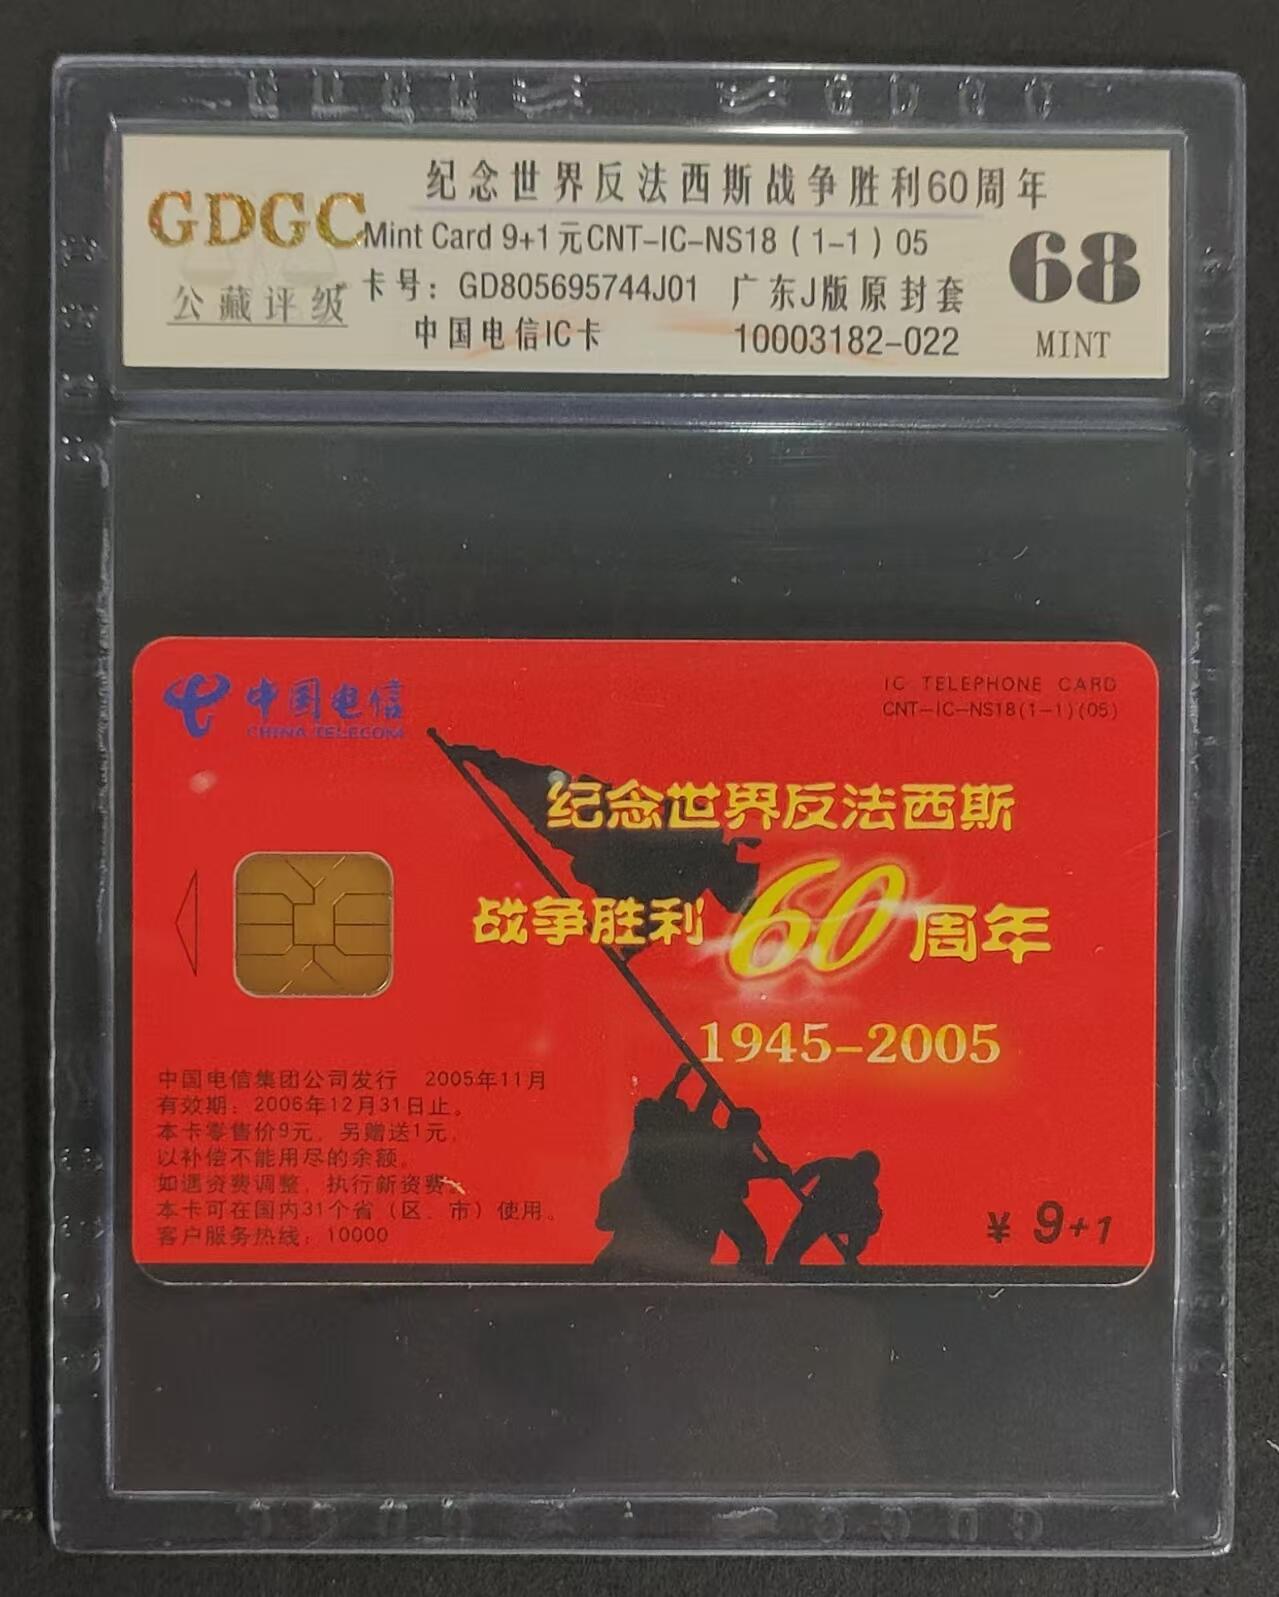 纪念世界反法西斯战争胜利60周年
GDGC
Mint Card 9+1元CNT-IC-NS18(1-1)05
68
公藏评级
卡号：GD805695744J01 广东J版原封套
中国电信IC卡 10003182-022
MINT
中国电信
CHINA TELECOM
IC TELEPHONE CARD
CNT-IC-NS18(1-1)(05)
纪念世界反法西斯
战争胜利60周年
1945-2005
中国电信集团公司发行 2005年11月
有效期：2006年12月31日止。
本卡零售价9元，另赠送1元，
以补偿不能用尽的余额。
如遇资费调整，执行新资费。
本卡可在国内31个省（区、市）使用。
客户服务热线：10000
¥ 9+1